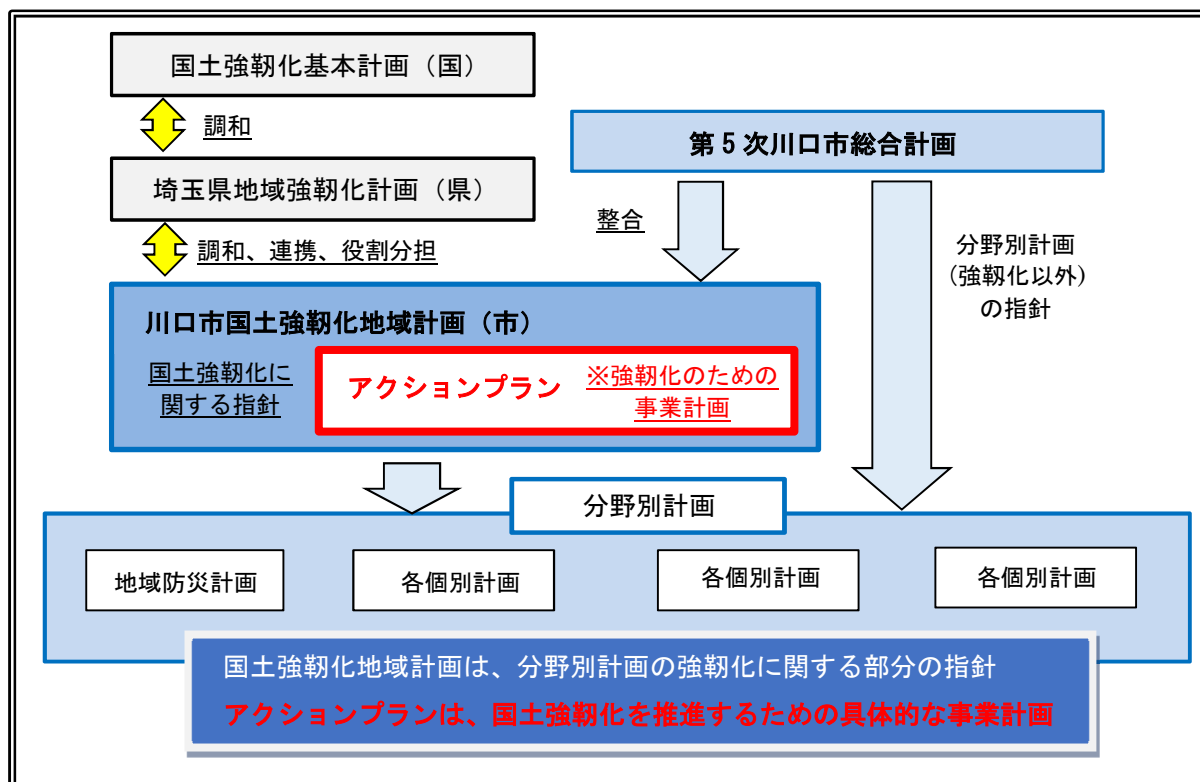 国土強靭化基本計画（国）
調和
第5次川口市総合計画
埼玉県地域強靭化計画（県）
整合
調和、連携、役割分担
分野別計画
(強靭化以外)
の指針
川口市国土強靭化地域計画（市）
国土強靭化に
関する指針
アクションプラン
※強靭化のための
事業計画
分野別計画
地域防災計画
各個別計画
各個別計画
各個別計画
国土強靭化地域計画は、分野別計画の強靭化に関する部分の指針
アクションプランは、国土強靭化を推進するための具体的な事業計画